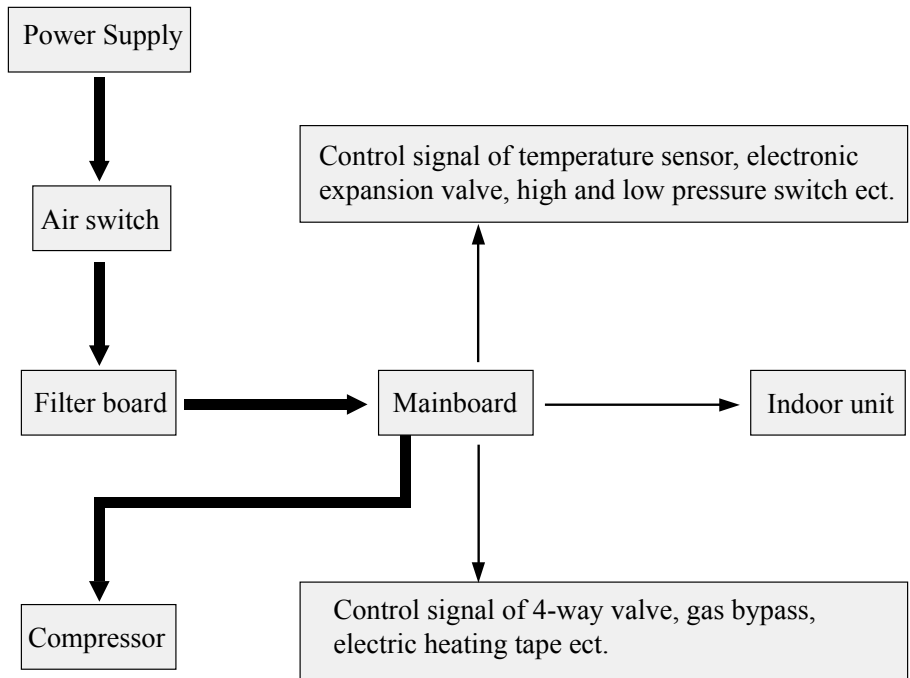 Power Supply
Control signal of temperature sensor, electronic
expansion valve, high and low pressure switch ect.
Air switch
Filter board
Mainboard
Indoor unit
Control signal of 4-way valve, gas bypass,
electric heating tape ect.
Compressor